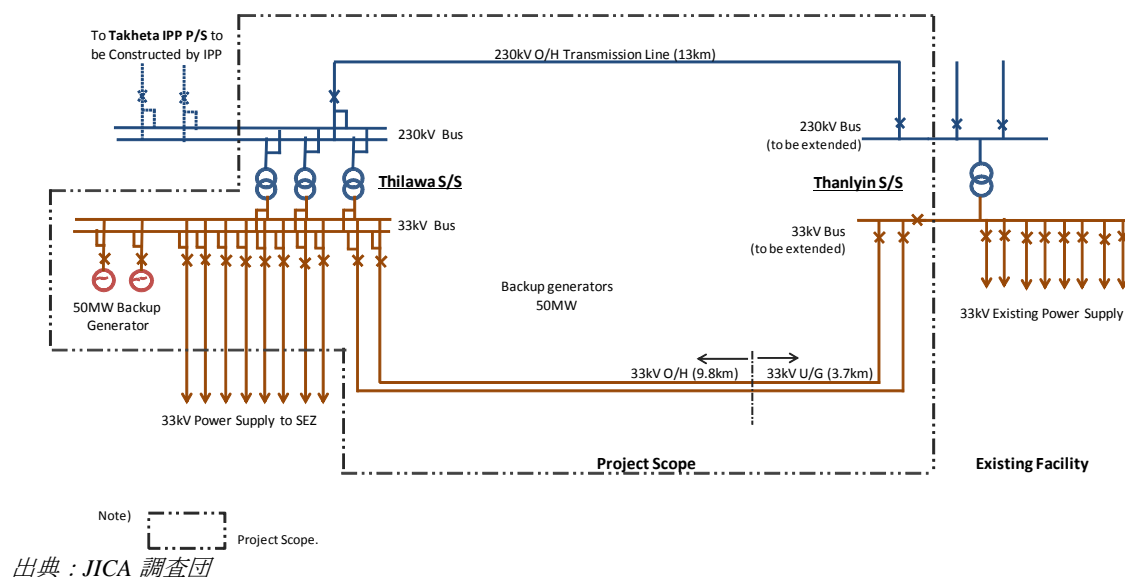 To Takheta IPP P/S to
be Constructed by IPP
230kV O/H Transmission Line (13km)
230kV Bus
230kV Bus
(to be extended)
Thilawa S/S
Thanlyin S/S
33kV Bus
33kV Bus
(to be extended)
50MW Backup
Generator
Backup generators
50MW
33kV Existing Power Supply
33kV O/H (9.8km)
33kV U/G (3.7km)
33kV Power Supply to SEZ
Project Scope
Existing Facility
Note)
Project Scope.
出典：JICA 調査団